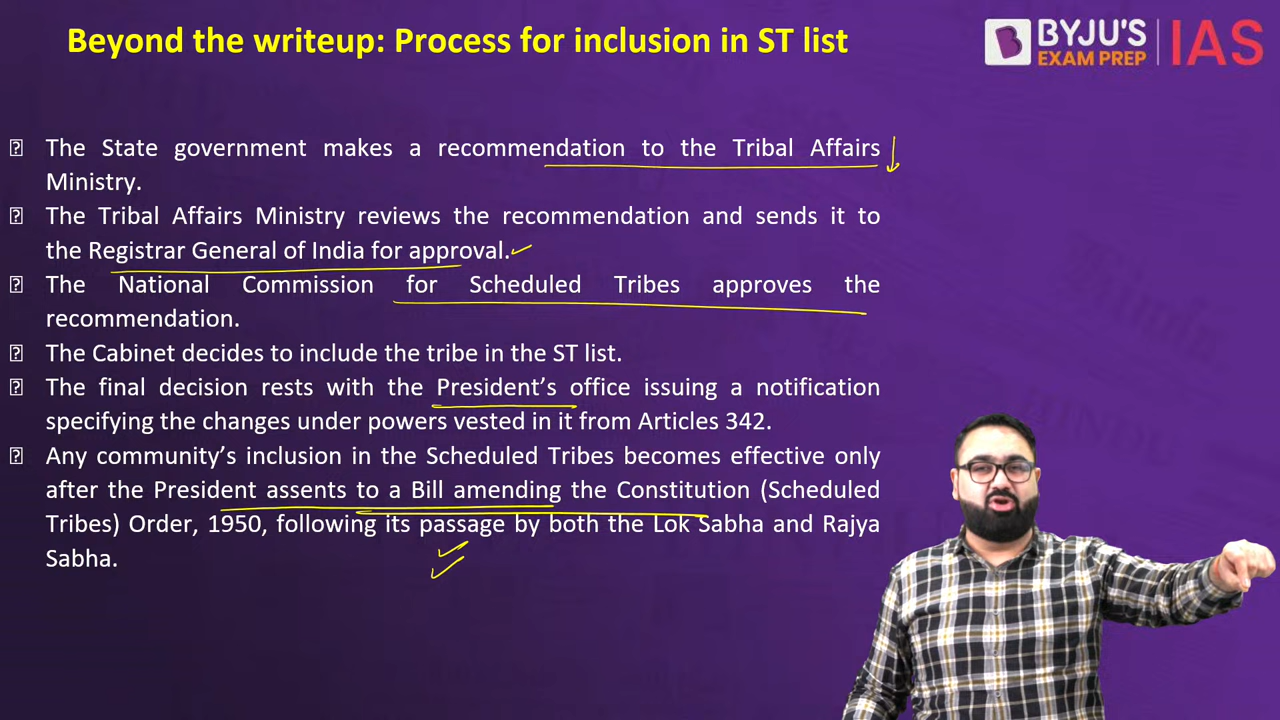 Beyond the writeup: Process for inclusion in ST list
BYJU'S
EXAM PREP
IAS
The State government makes a recommendation to the Tribal Affairs
Ministry.
The Tribal Affairs Ministry reviews the recommendation and sends it to
the Registrar General of India for approval.
The National Commission for Scheduled Tribes approves the
recommendation.
The Cabinet decides to include the tribe in the ST list.
The final decision rests with the President’s office issuing a notification
specifying the changes under powers vested in it from Articles 342.
Any community’s inclusion in the Scheduled Tribes becomes effective only
after the President assents to a Bill amending the Constitution (Scheduled
Tribes) Order, 1950, following its passage by both the Lok Sabha and Rajya
Sabha.